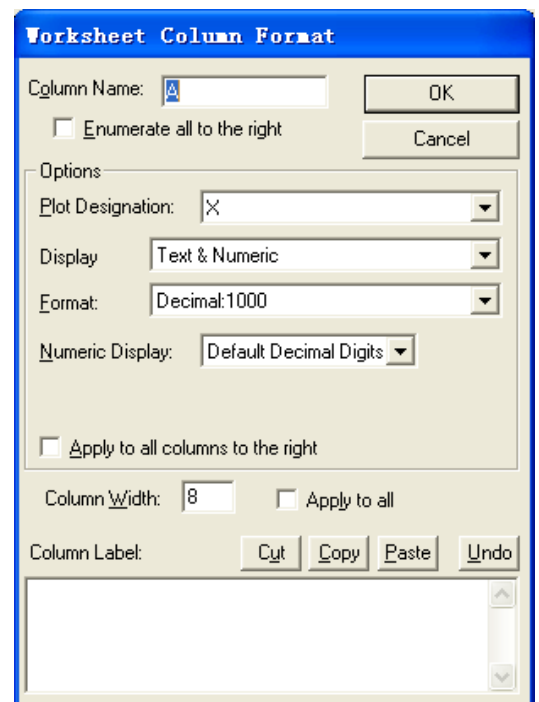 Worksheet Column Format
Column Name: A
OK
Enumerate all to the right
Cancel
Options
Plot Designation: X
Display Text & Numeric
Format: Decimal:1000
Numeric Display: Default Decimal Digits
Apply to all columns to the right
Column Width: 8 Apply to all
Column Label: Cut Copy Paste Undo